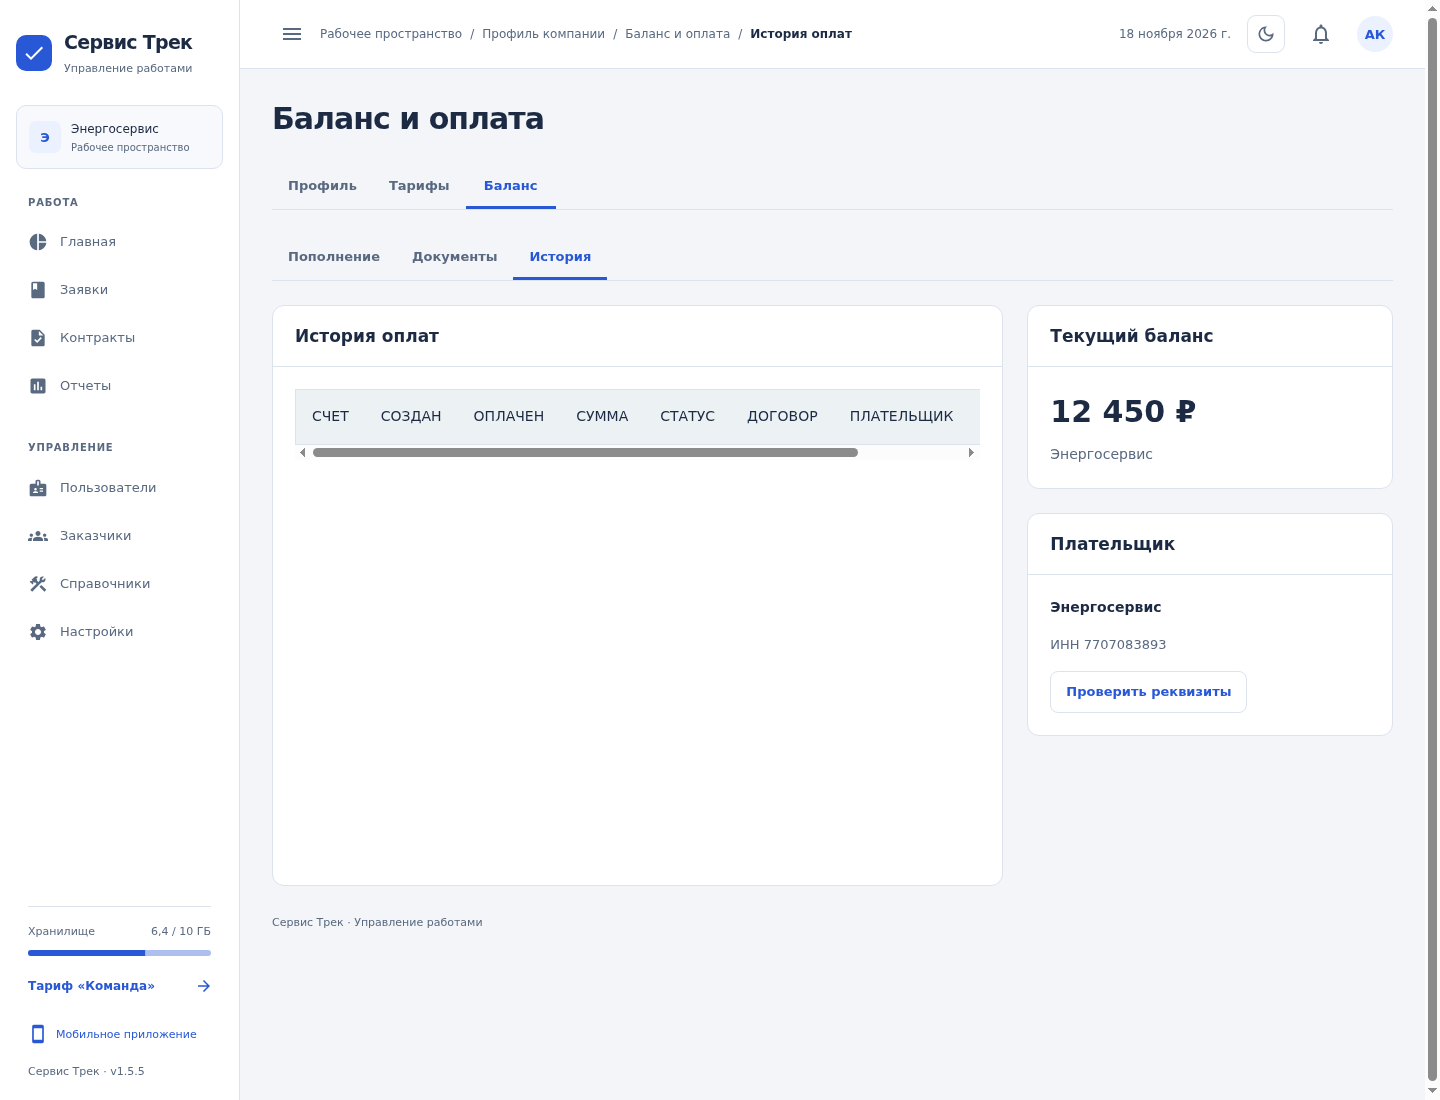 Сервис Трек
Управление работами
Э
Энергосервис
Рабочее пространство
РАБОТА
Главная
Заявки
Контракты
Отчеты
УПРАВЛЕНИЕ
Пользователи
Заказчики
Справочники
Настройки
Хранилище 6,4 / 10 ГБ
Тариф «Команда»
Мобильное приложение
Сервис Трек · v1.5.5
Рабочее пространство / Профиль компании / Баланс и оплата / История оплат
18 ноября 2026 г.
АК
Баланс и оплата
Профиль Тарифы Баланс
Пополнение Документы История
История оплат
СЧЕТ СОЗДАН ОПЛАЧЕН СУММА СТАТУС ДОГОВОР ПЛАТЕЛЬЩИК
Текущий баланс
12 450 ₽
Энергосервис
Плательщик
Энергосервис
ИНН 7707083893
Проверить реквизиты
Сервис Трек · Управление работами